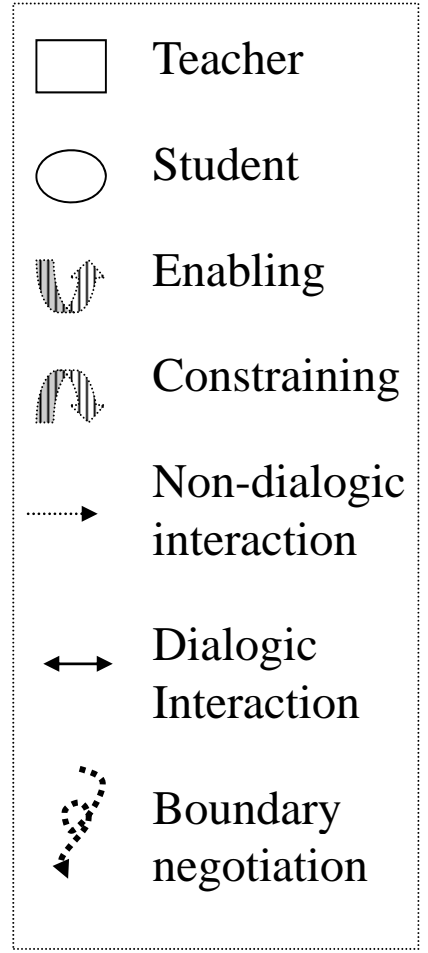 Teacher
Student
Enabling
Constraining
Non-dialogic
interaction
Dialogic
Interaction
Boundary
negotiation